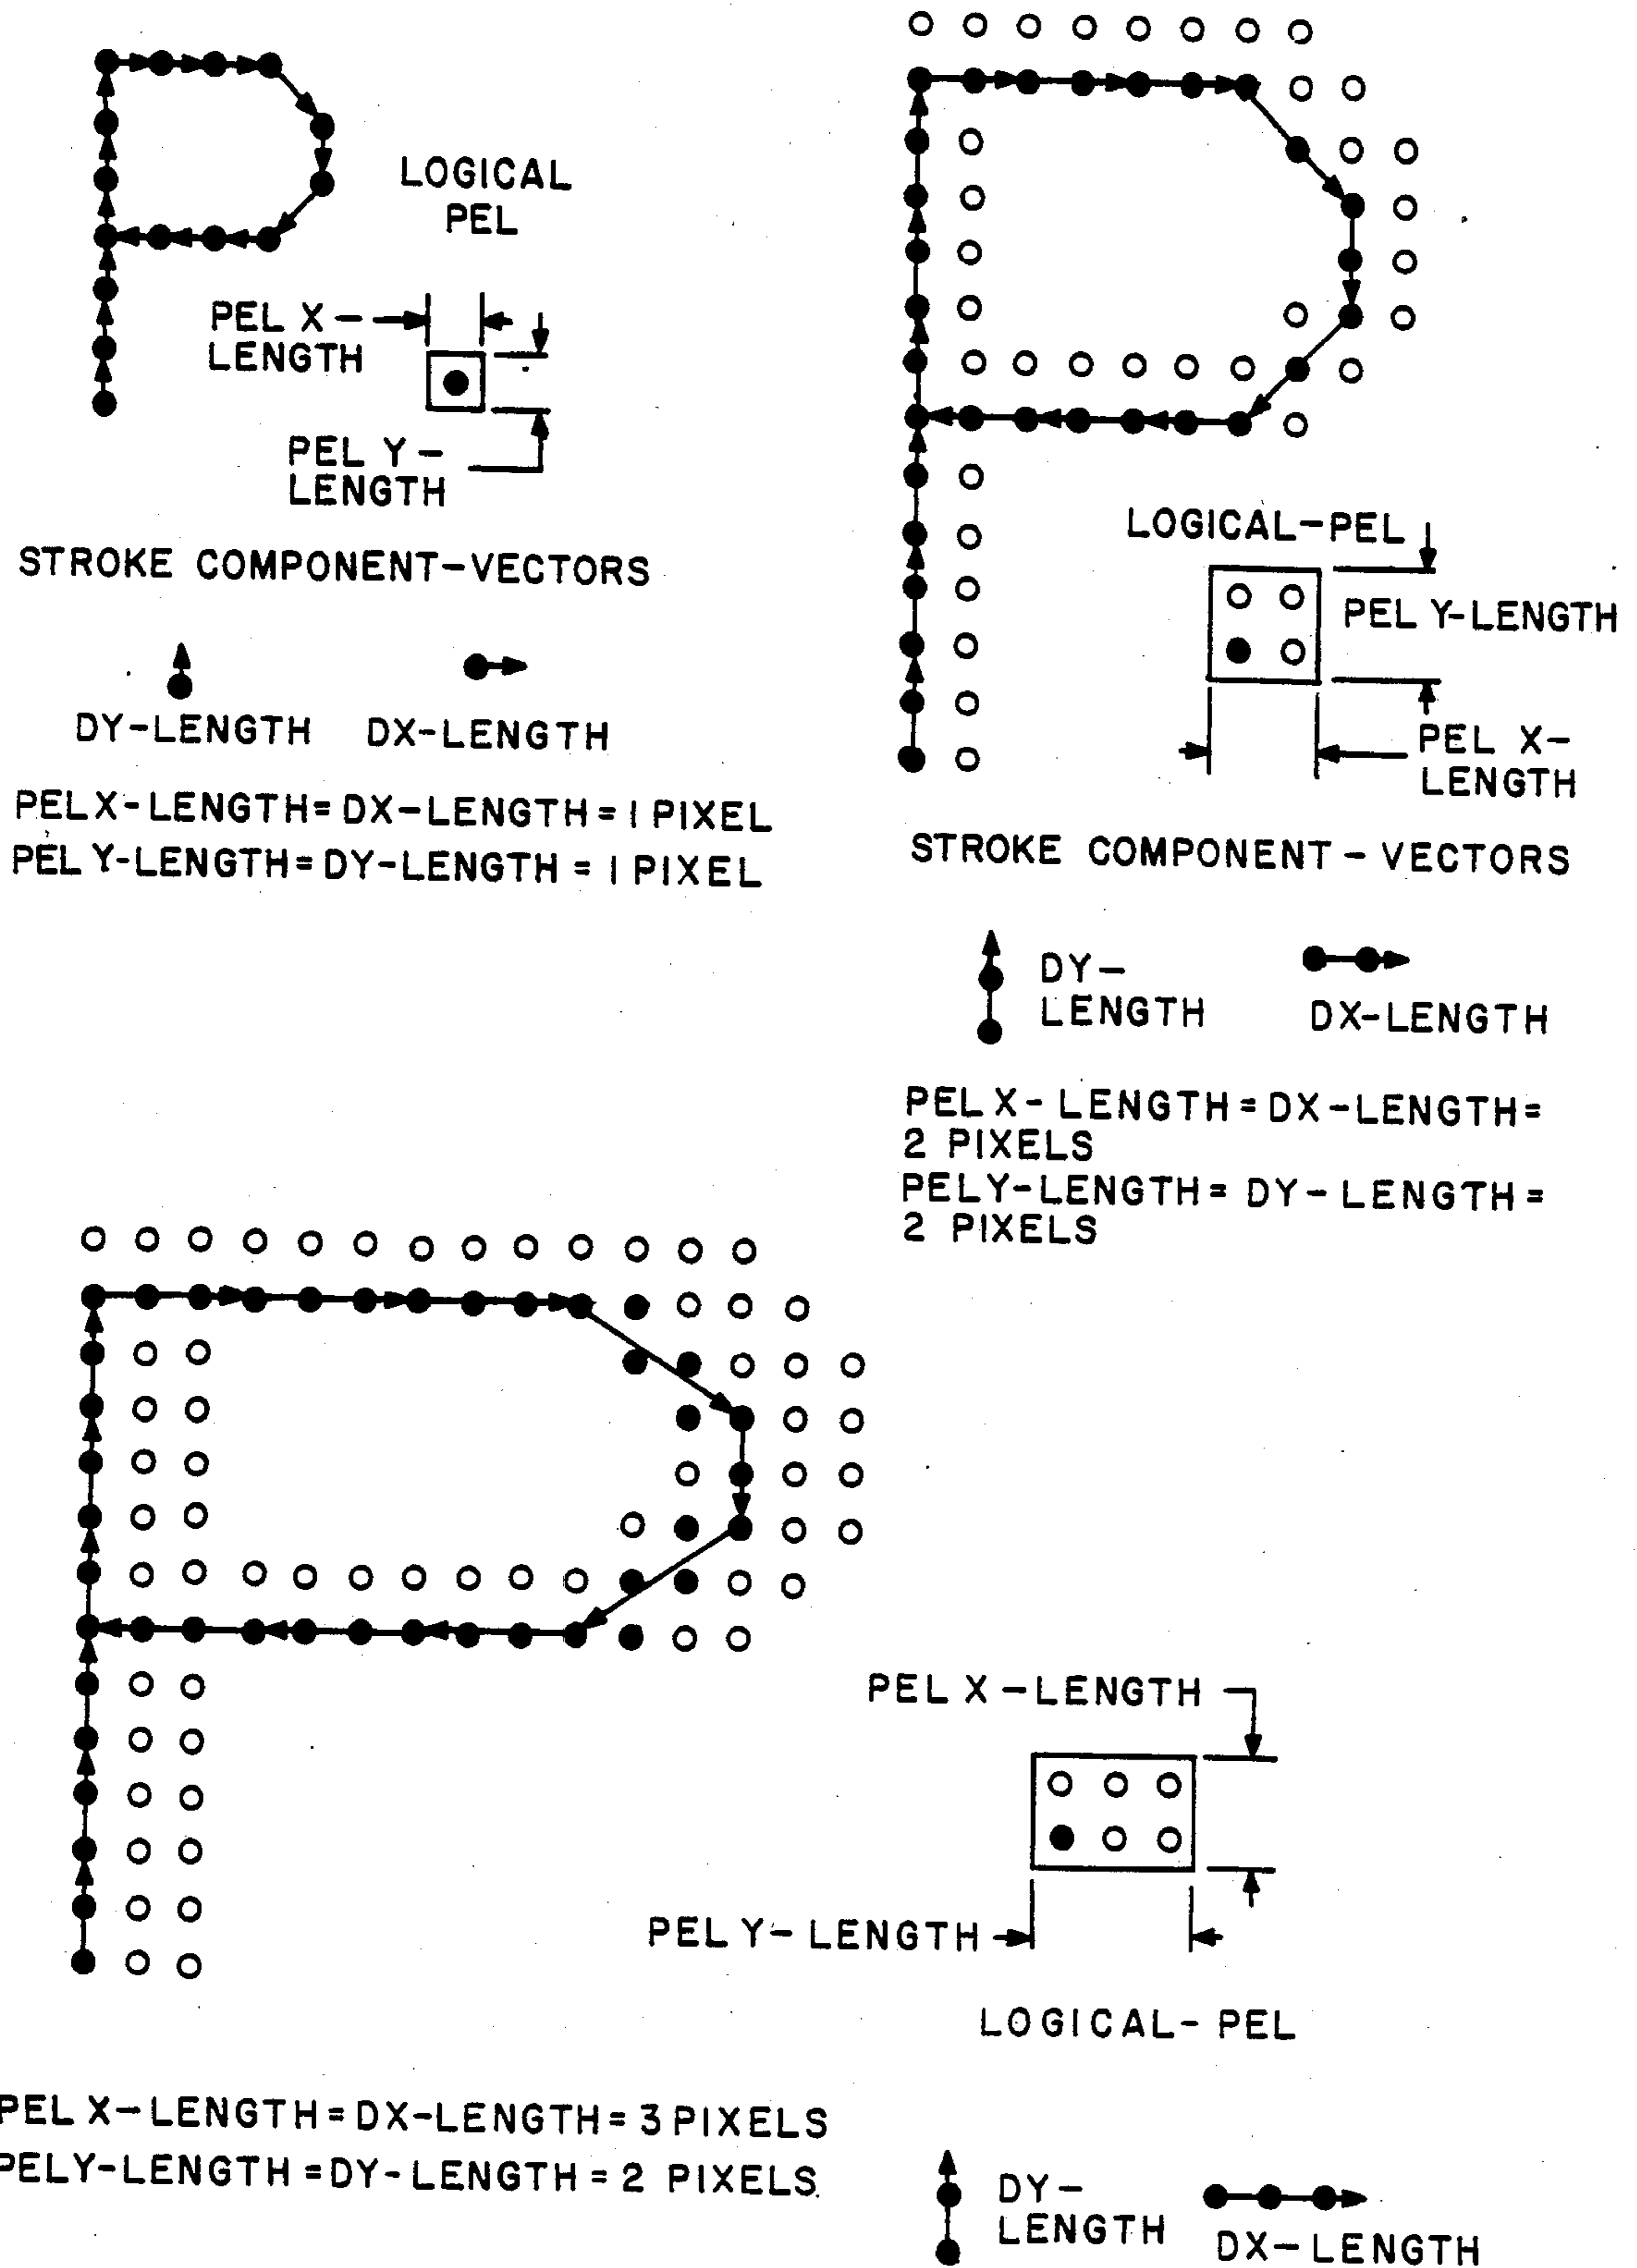 LOGICAL
PEL
PEL X-
LENGTH
PEL Y-
LENGTH
STROKE COMPONENT-VECTORS
DY-LENGTH DX-LENGTH
PELX-LENGTH=DX-LENGTH=1 PIXEL
PEL Y-LENGTH=DY-LENGTH=1 PIXEL
LOGICAL-PEL
PEL Y-LENGTH
PEL X-
LENGTH
STROKE COMPONENT-VECTORS
DY-
LENGTH
DX-LENGTH
PEL X-LENGTH=DX-LENGTH=
2 PIXELS
PELY-LENGTH=DY-LENGTH=
2 PIXELS
PEL X-LENGTH
PEL Y-LENGTH
LOGICAL-PEL
PEL X-LENGTH=DX-LENGTH=3 PIXELS
PELY-LENGTH=DY-LENGTH=2 PIXELS.
DY-
LENGTH
DX-LENGTH